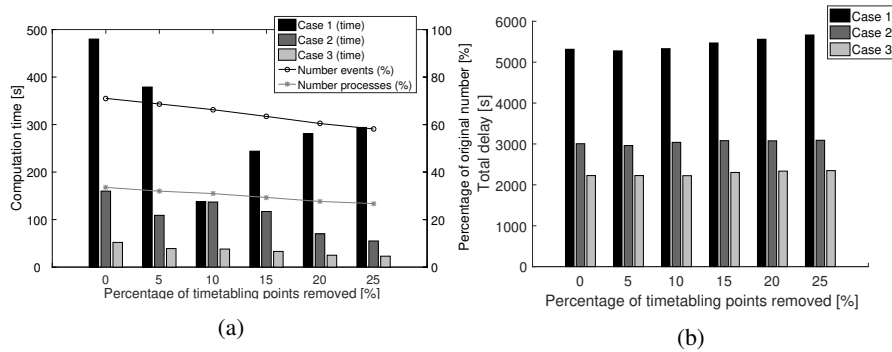 Case 1 (time)
Case 2 (time)
Case 3 (time)
Number events (%)
Number processes (%)
500
400
300
200
100
0
Computation time [s]
100
80
60
40
20
0
Percentage of original number [%]
0 5 10 15 20 25
Percentage of timetabling points removed [%]
(a)
Case 1
Case 2
Case 3
6000
5000
4000
3000
2000
1000
0
Total delay [s]
0 5 10 15 20 25
Percentage of timetabling points removed [%]
(b)